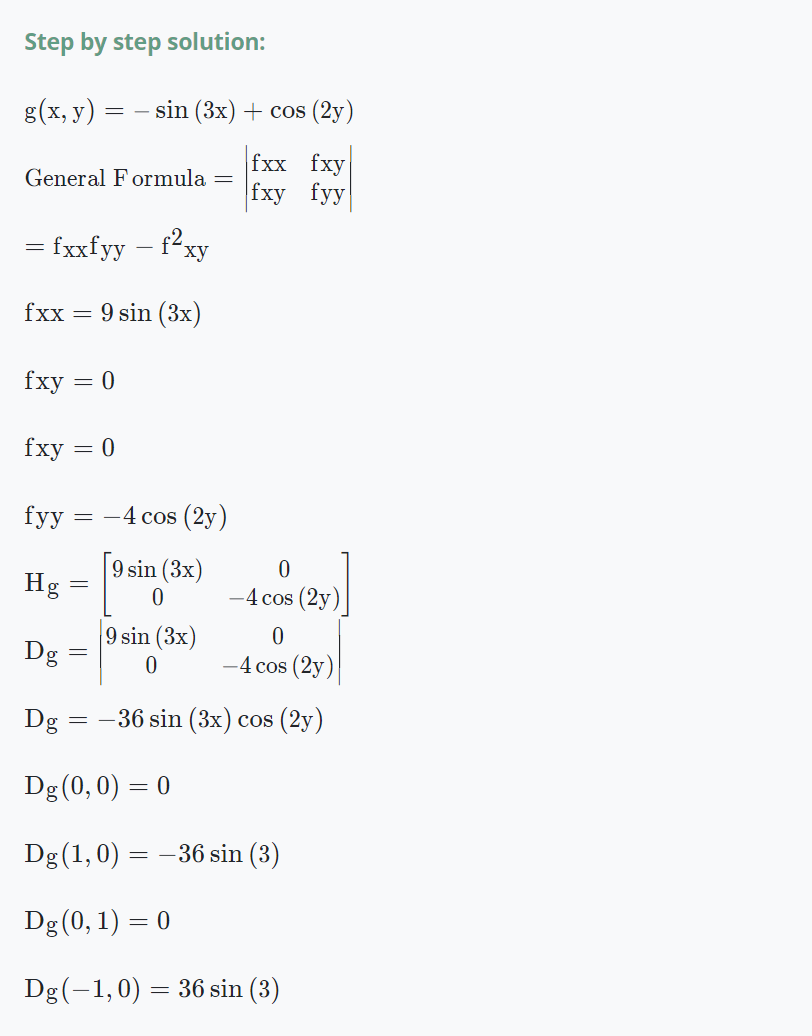 Step by step solution:
g(x, y) = − sin (3x) + cos (2y)
General Formula = |fxx fxy|
|fxy fyy|
= fxxfyy − f²xy
fxx = 9 sin (3x)
fxy = 0
fxy = 0
fyy = −4 cos (2y)
Hg = [9 sin (3x) 0]
[0 −4 cos (2y)]
Dg = |9 sin (3x) 0|
|0 −4 cos (2y)|
Dg = −36 sin (3x) cos (2y)
Dg(0, 0) = 0
Dg(1, 0) = −36 sin (3)
Dg(0, 1) = 0
Dg(−1, 0) = 36 sin (3)